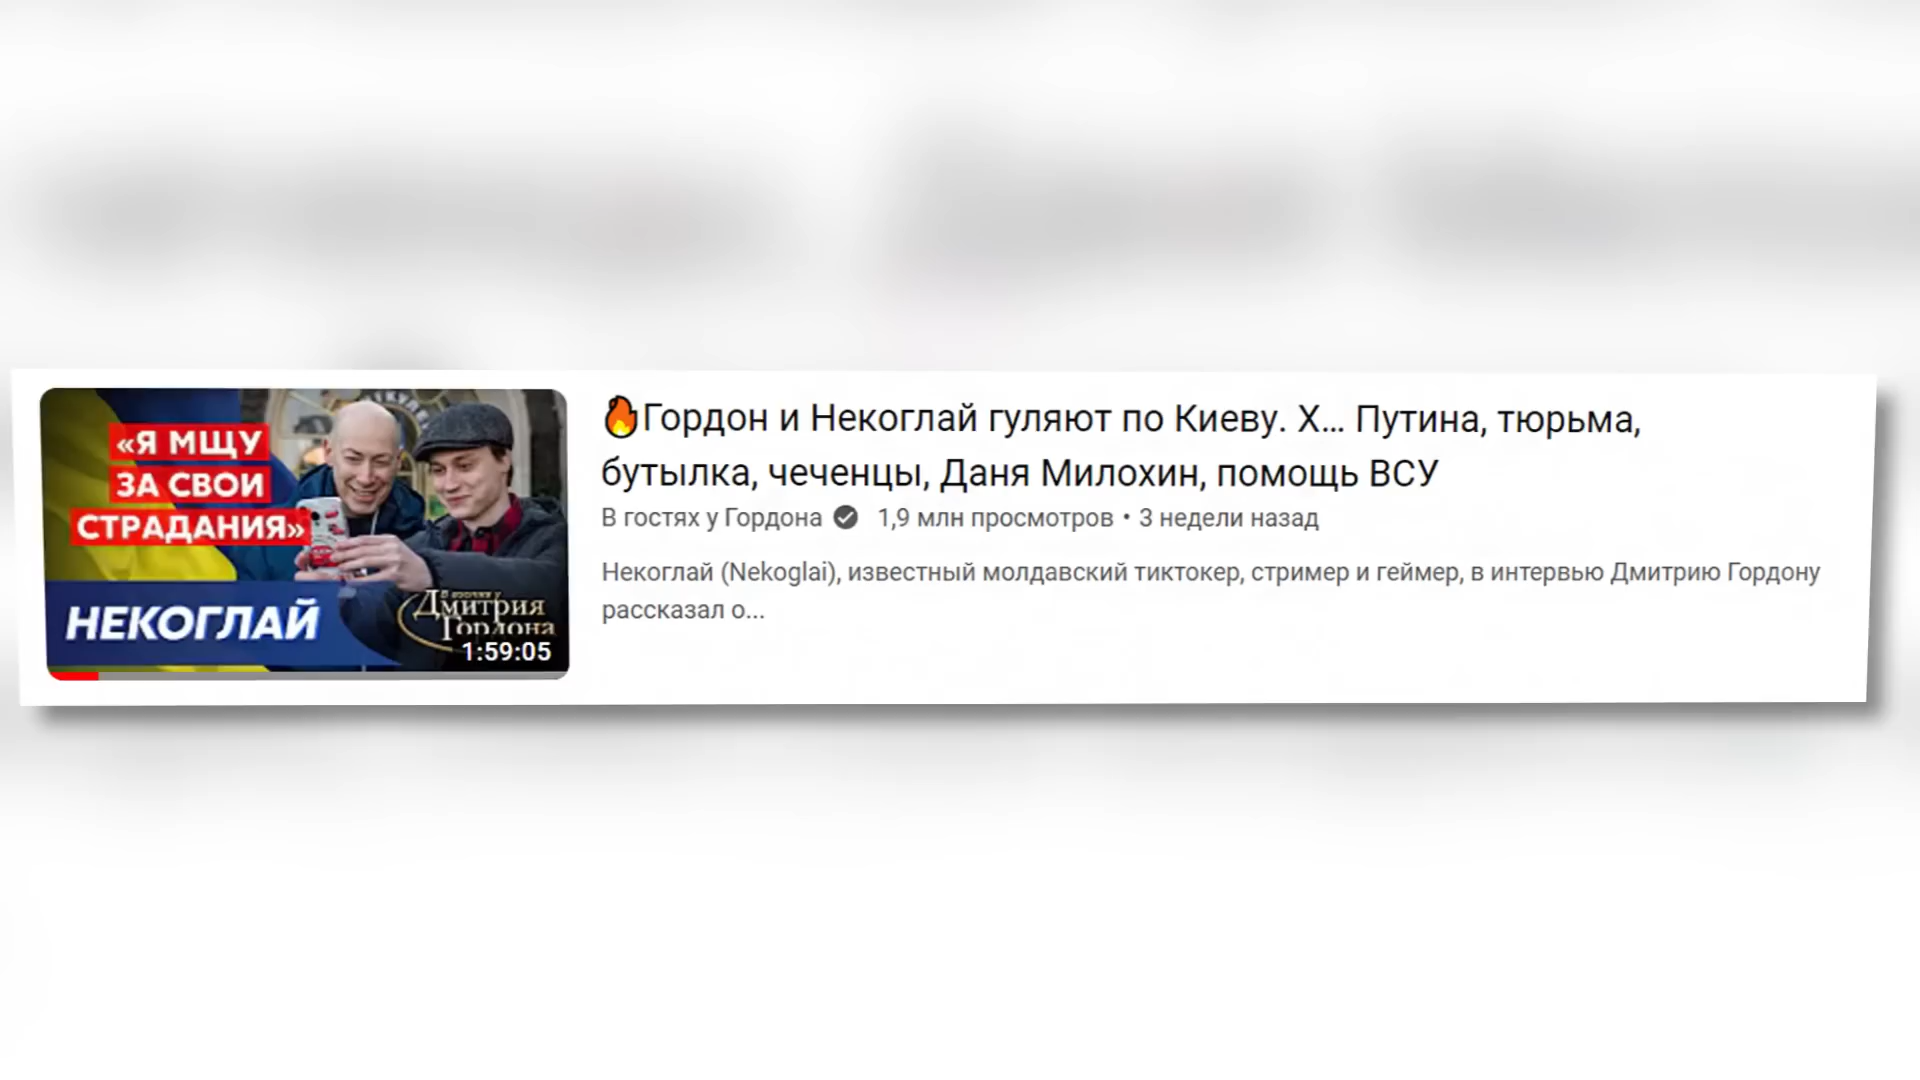 «Я МЩУ
ЗА СВОИ
СТРАДАНИЯ»
НЕКОГЛАЙ
В гостях у
Дмитрия
Гордона
1:59:05
🔥Гордон и Некоглай гуляют по Киеву. Х... Путина, тюрьма,
бутылка, чеченцы, Даня Милохин, помощь ВСУ
В гостях у Гордона 1,9 млн просмотров • 3 недели назад
Некоглай (Nekoglai), известный молдавский тиктокер, стример и геймер, в интервью Дмитрию Гордону
рассказал о...